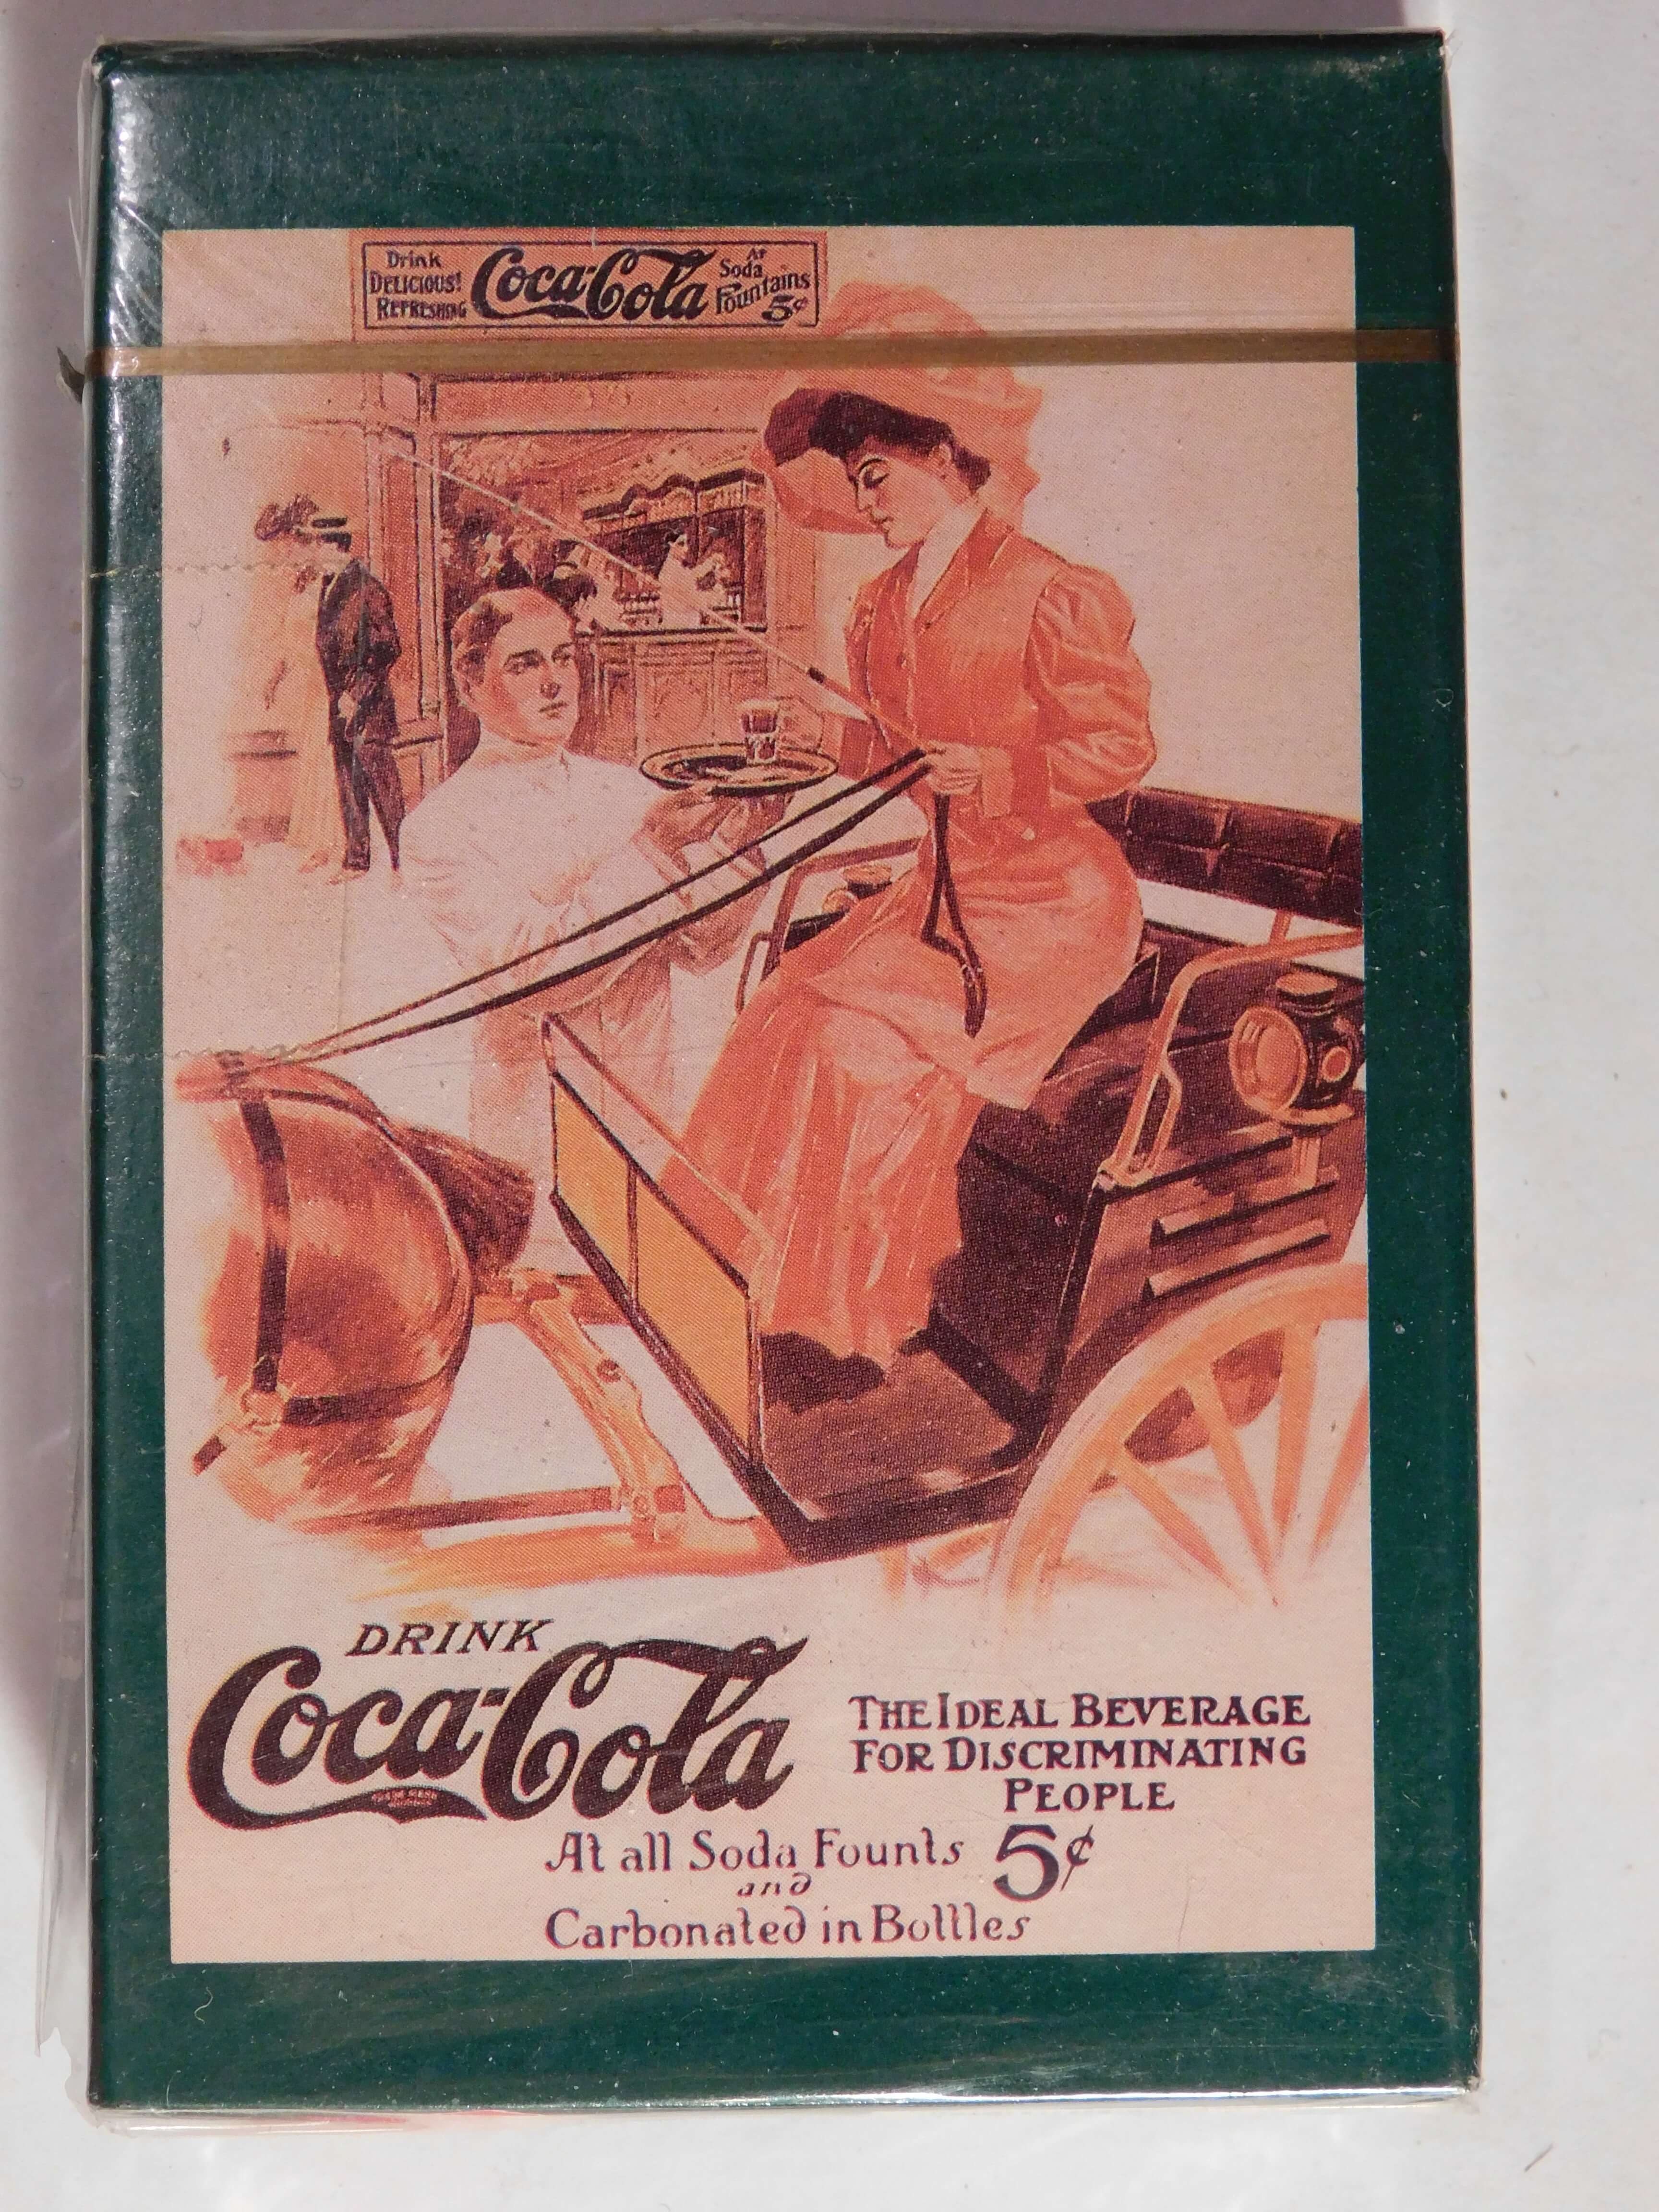 Drink
DELICIOUS!
REFRESHING
Coca-Cola
At
Soda
Fountains
5¢
DRINK
Coca-Cola
THE IDEAL BEVERAGE
FOR DISCRIMINATING
PEOPLE
At all Soda Founts 5¢
and
Carbonated in Bottles